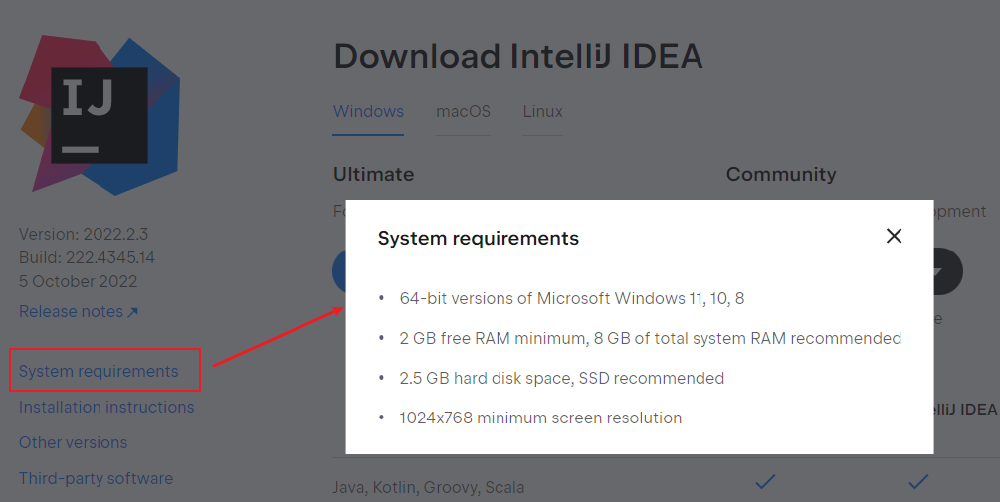 IJ
Download IntelliJ IDEA
Windows macOS Linux
Ultimate Community
Version: 2022.2.3
Build: 222.4345.14
5 October 2022
Release notes ↗
System requirements
Installation instructions
Other versions
Third-party software
System requirements
• 64-bit versions of Microsoft Windows 11, 10, 8
• 2 GB free RAM minimum, 8 GB of total system RAM recommended
• 2.5 GB hard disk space, SSD recommended
• 1024x768 minimum screen resolution
IDEA
Java, Kotlin, Groovy, Scala